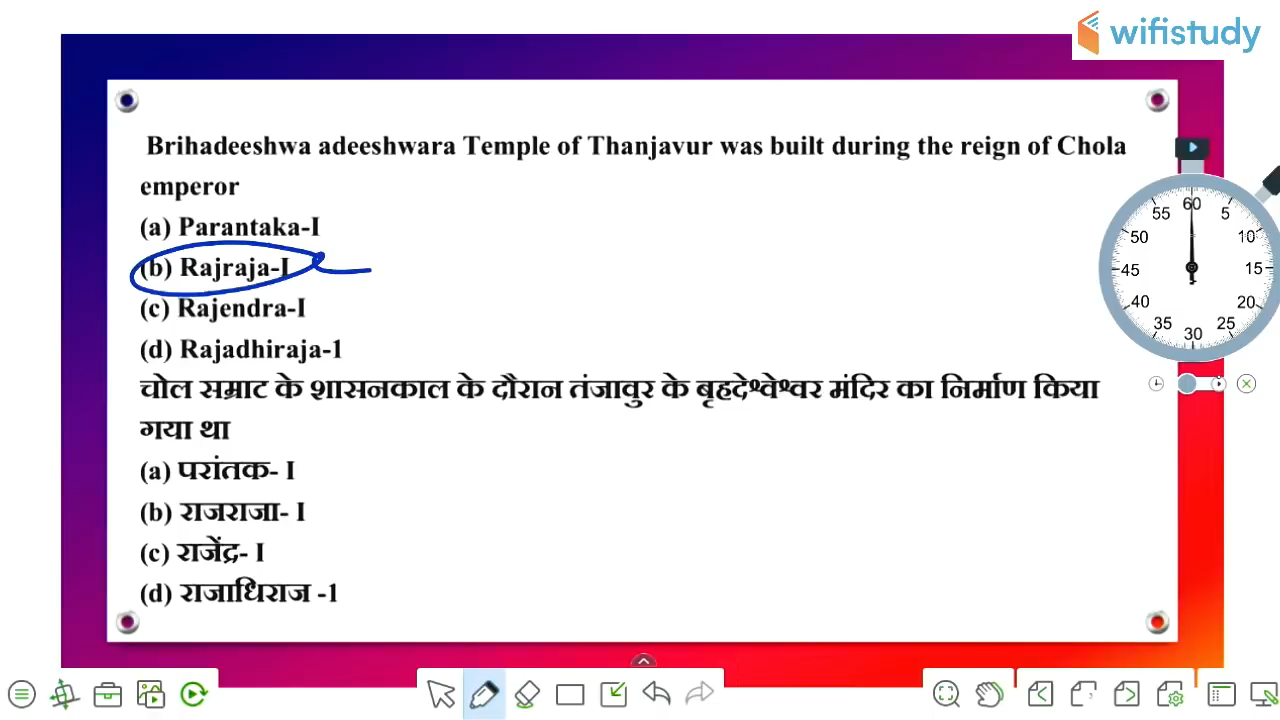 wifistudy
Brihadeeshwa adeeshwara Temple of Thanjavur was built during the reign of Chola
emperor
(a) Parantaka-I
(b) Rajraja-I
(c) Rajendra-I
(d) Rajadhiraja-1
चोल सम्राट के शासनकाल के दौरान तंजावुर के बृहदेश्वेश्वर मंदिर का निर्माण किया
गया था
(a) परांतक- I
(b) राजराजा- I
(c) राजेंद्र- I
(d) राजाधिराज -1
60
55 5
50 10
45 15
40 20
35 25
30
3